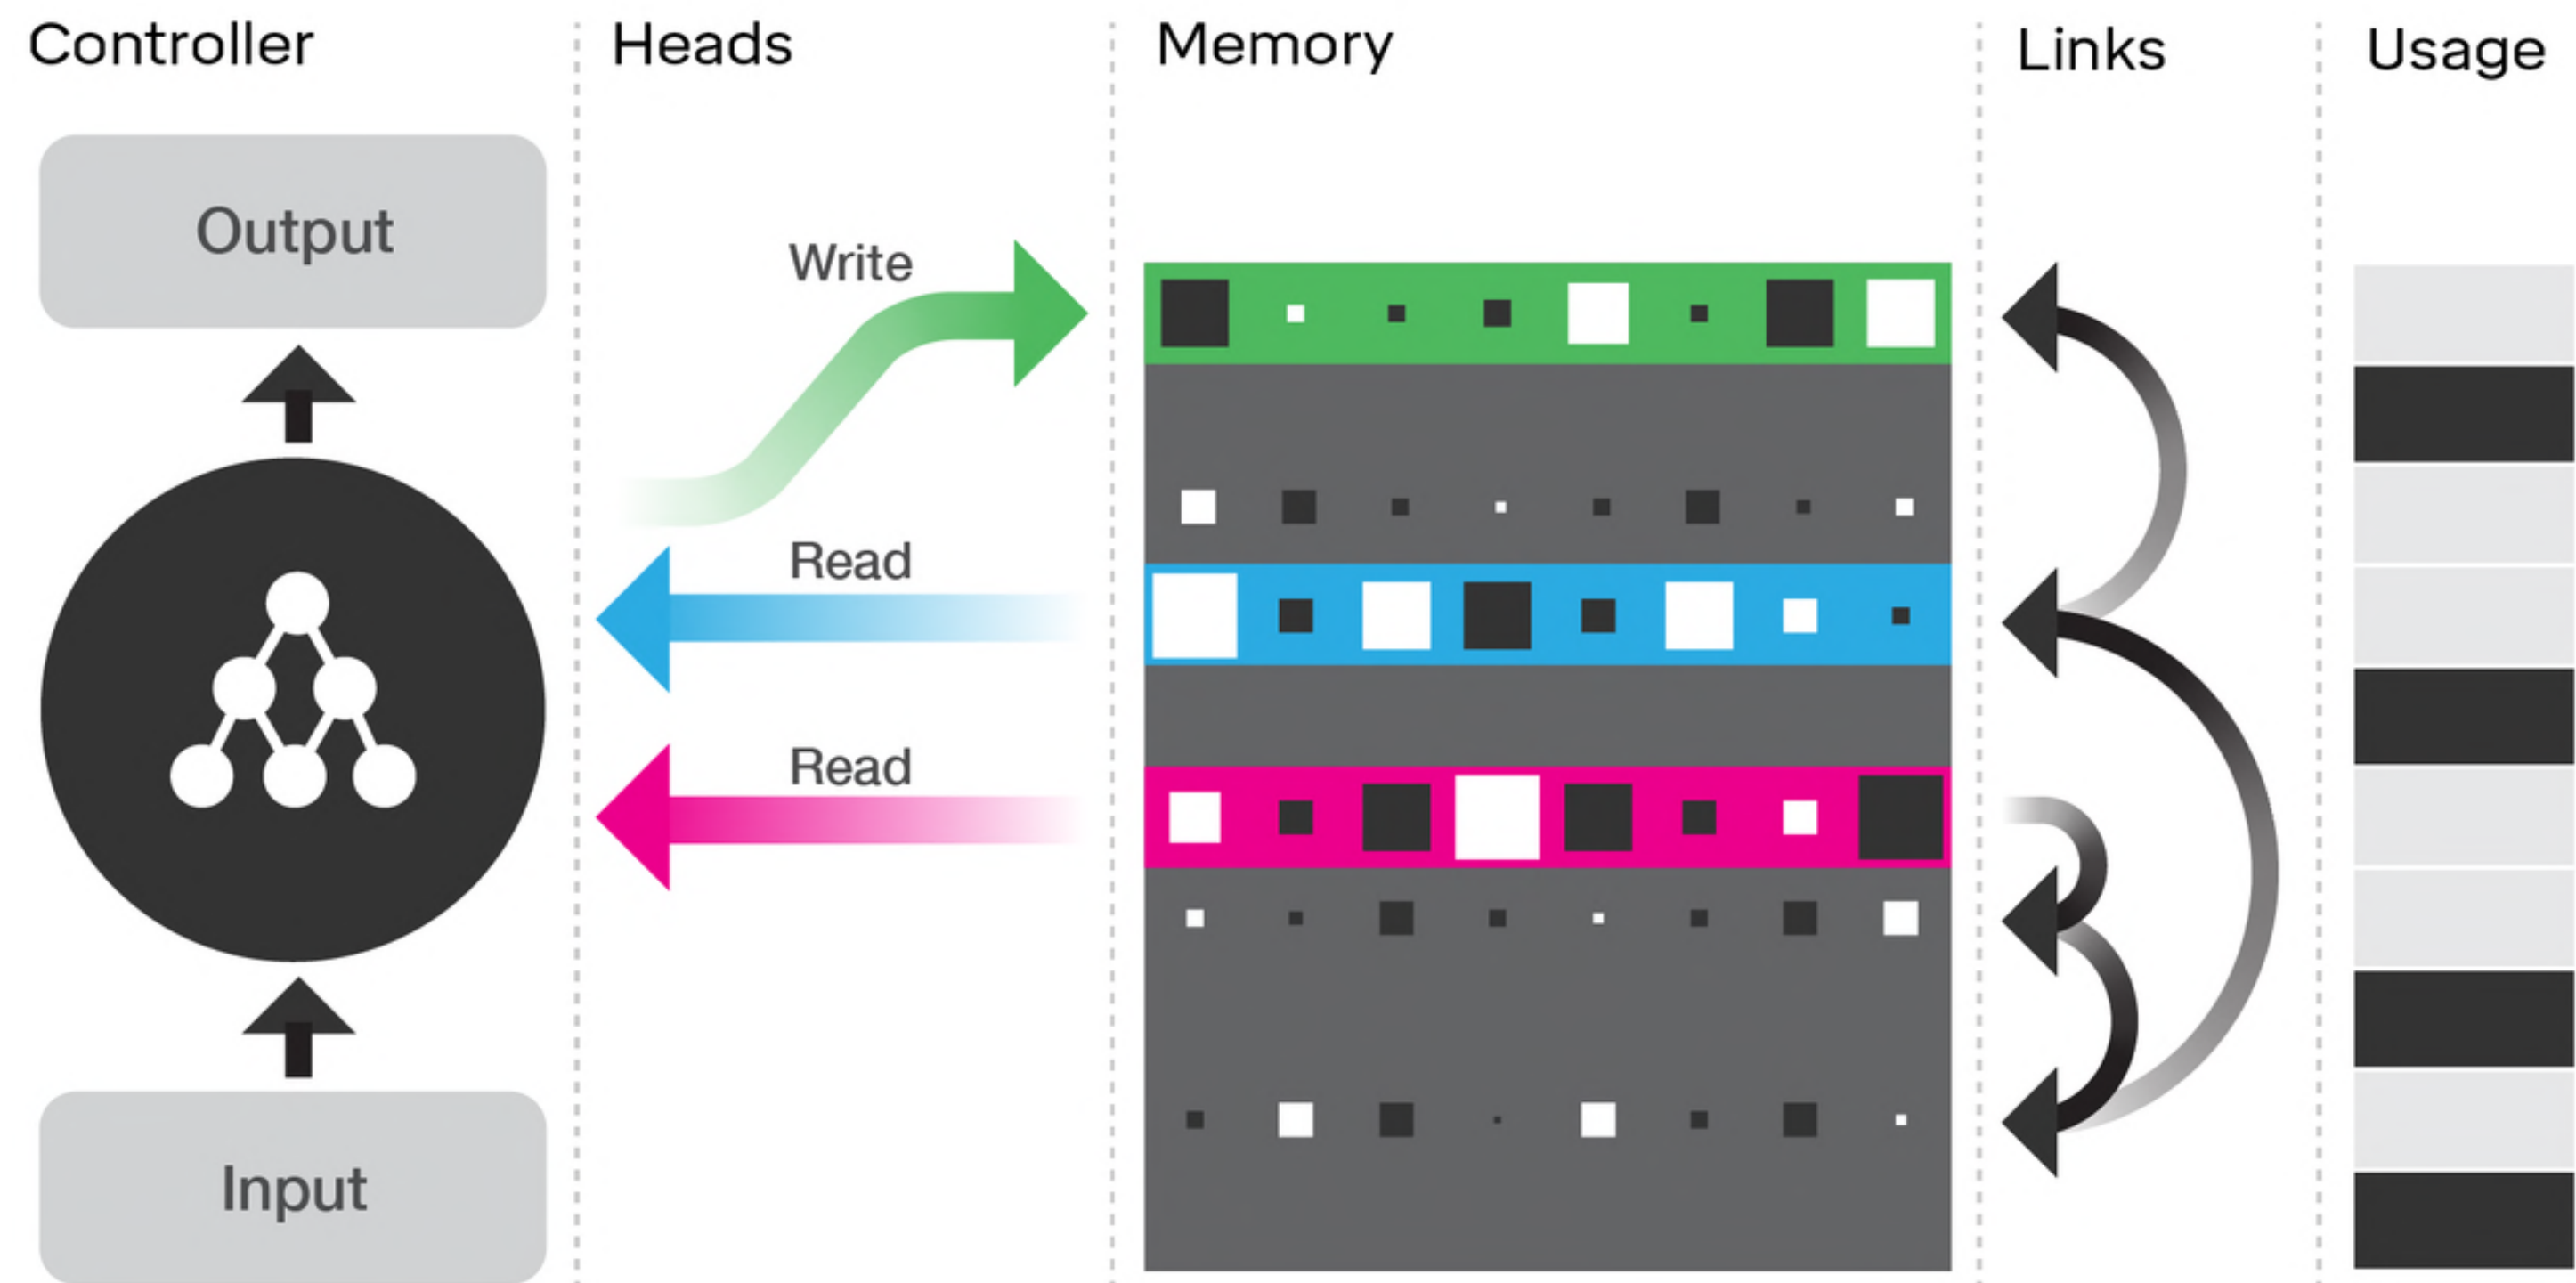 Controller
Heads
Memory
Links
Usage
Output
Write
Read
Read
Input